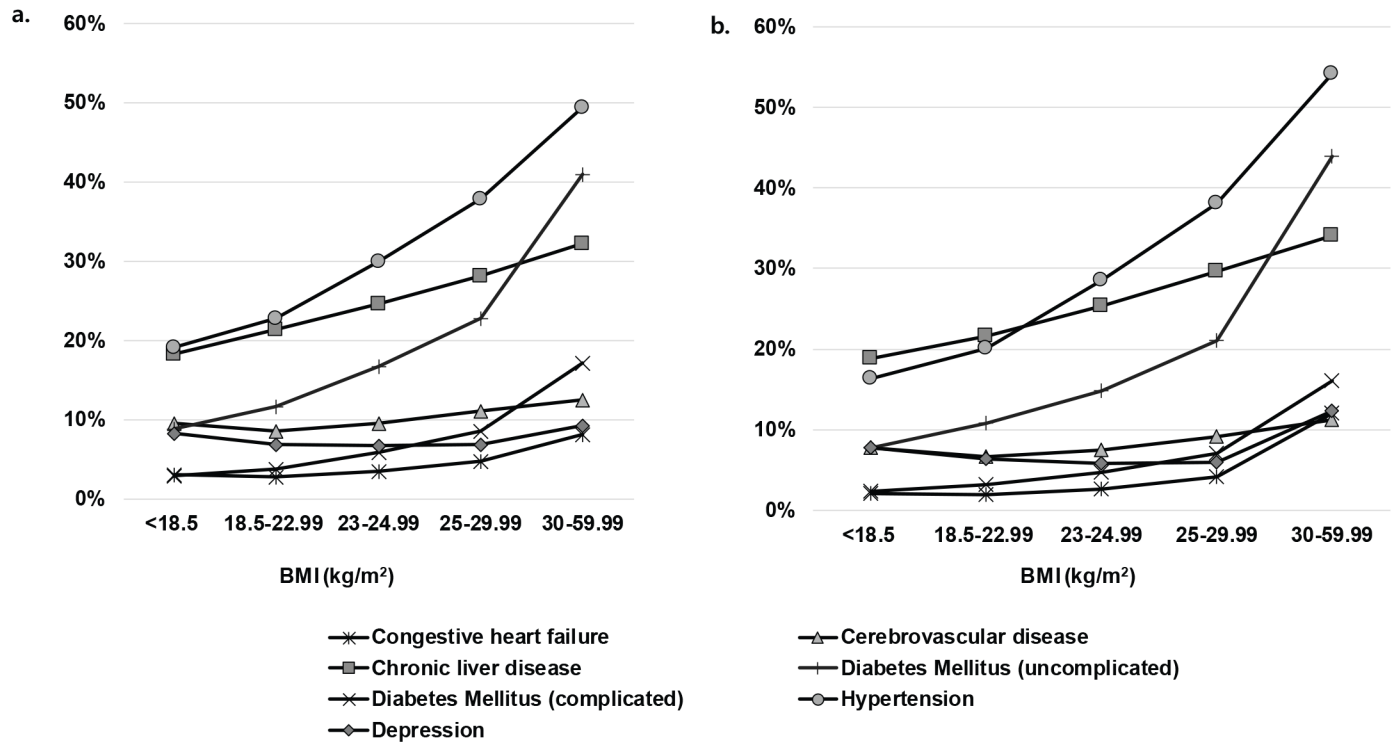 a.
60%
50%
40%
30%
20%
10%
0%
<18.5 18.5-22.99 23-24.99 25-29.99 30-59.99
BMI (kg/m²)
b.
60%
50%
40%
30%
20%
10%
0%
<18.5 18.5-22.99 23-24.99 25-29.99 30-59.99
BMI (kg/m²)
Congestive heart failure
Chronic liver disease
Diabetes Mellitus (complicated)
Depression
Cerebrovascular disease
Diabetes Mellitus (uncomplicated)
Hypertension